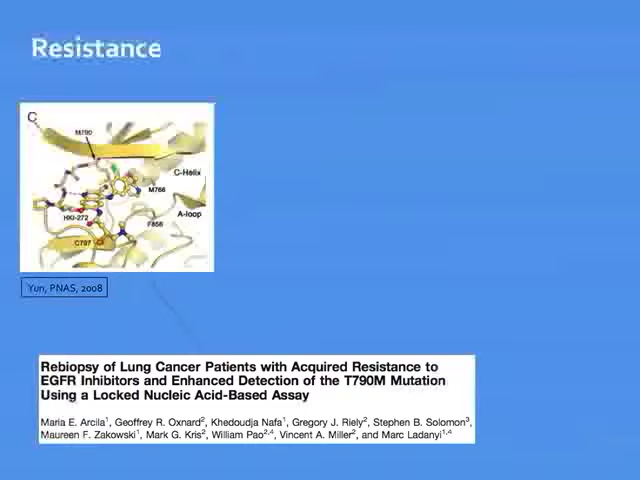 Resistance
C
M790
C-Helix
M766
HKI-272
A-loop
F856
C797
Yun, PNAS, 2008
Rebiopsy of Lung Cancer Patients with Acquired Resistance to
EGFR Inhibitors and Enhanced Detection of the T790M Mutation
Using a Locked Nucleic Acid-Based Assay
Maria E. Arcila1, Geoffrey R. Oxnard2, Khedoudja Nafa1, Gregory J. Riely2, Stephen B. Solomon3,
Maureen F. Zakowski1, Mark G. Kris2, William Pao2,4, Vincent A. Miller2, and Marc Ladanyi1,4